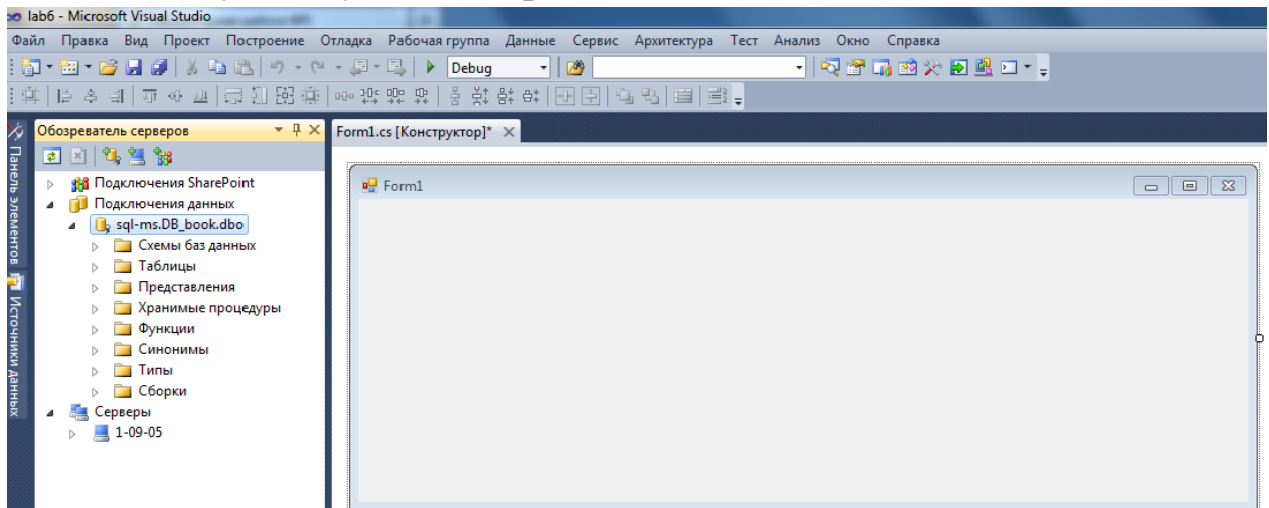 lab6 - Microsoft Visual Studio
Файл Правка Вид Проект Построение Отладка Рабочая группа Данные Сервис Архитектура Тест Анализ Окно Справка
Debug
Обозреватель серверов
Form1.cs [Конструктор]*
Панель элементов
Источники данных
Подключения SharePoint
Подключения данных
sql-ms.DB_book.dbo
Схемы баз данных
Таблицы
Представления
Хранимые процедуры
Функции
Синонимы
Типы
Сборки
Серверы
1-09-05
Form1